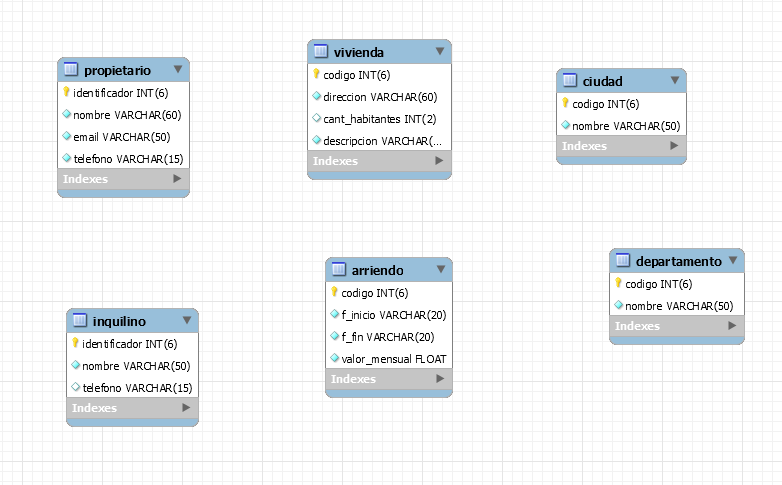 propietario
identificador INT(6)
nombre VARCHAR(60)
email VARCHAR(50)
telefono VARCHAR(15)
Indexes
vivienda
codigo INT(6)
direccion VARCHAR(60)
cant_habitantes INT(2)
descripcion VARCHAR(...
Indexes
ciudad
codigo INT(6)
nombre VARCHAR(50)
Indexes
inquilino
identificador INT(6)
nombre VARCHAR(50)
telefono VARCHAR(15)
Indexes
arriendo
codigo INT(6)
f_inicio VARCHAR(20)
f_fin VARCHAR(20)
valor_mensual FLOAT
Indexes
departamento
codigo INT(6)
nombre VARCHAR(50)
Indexes